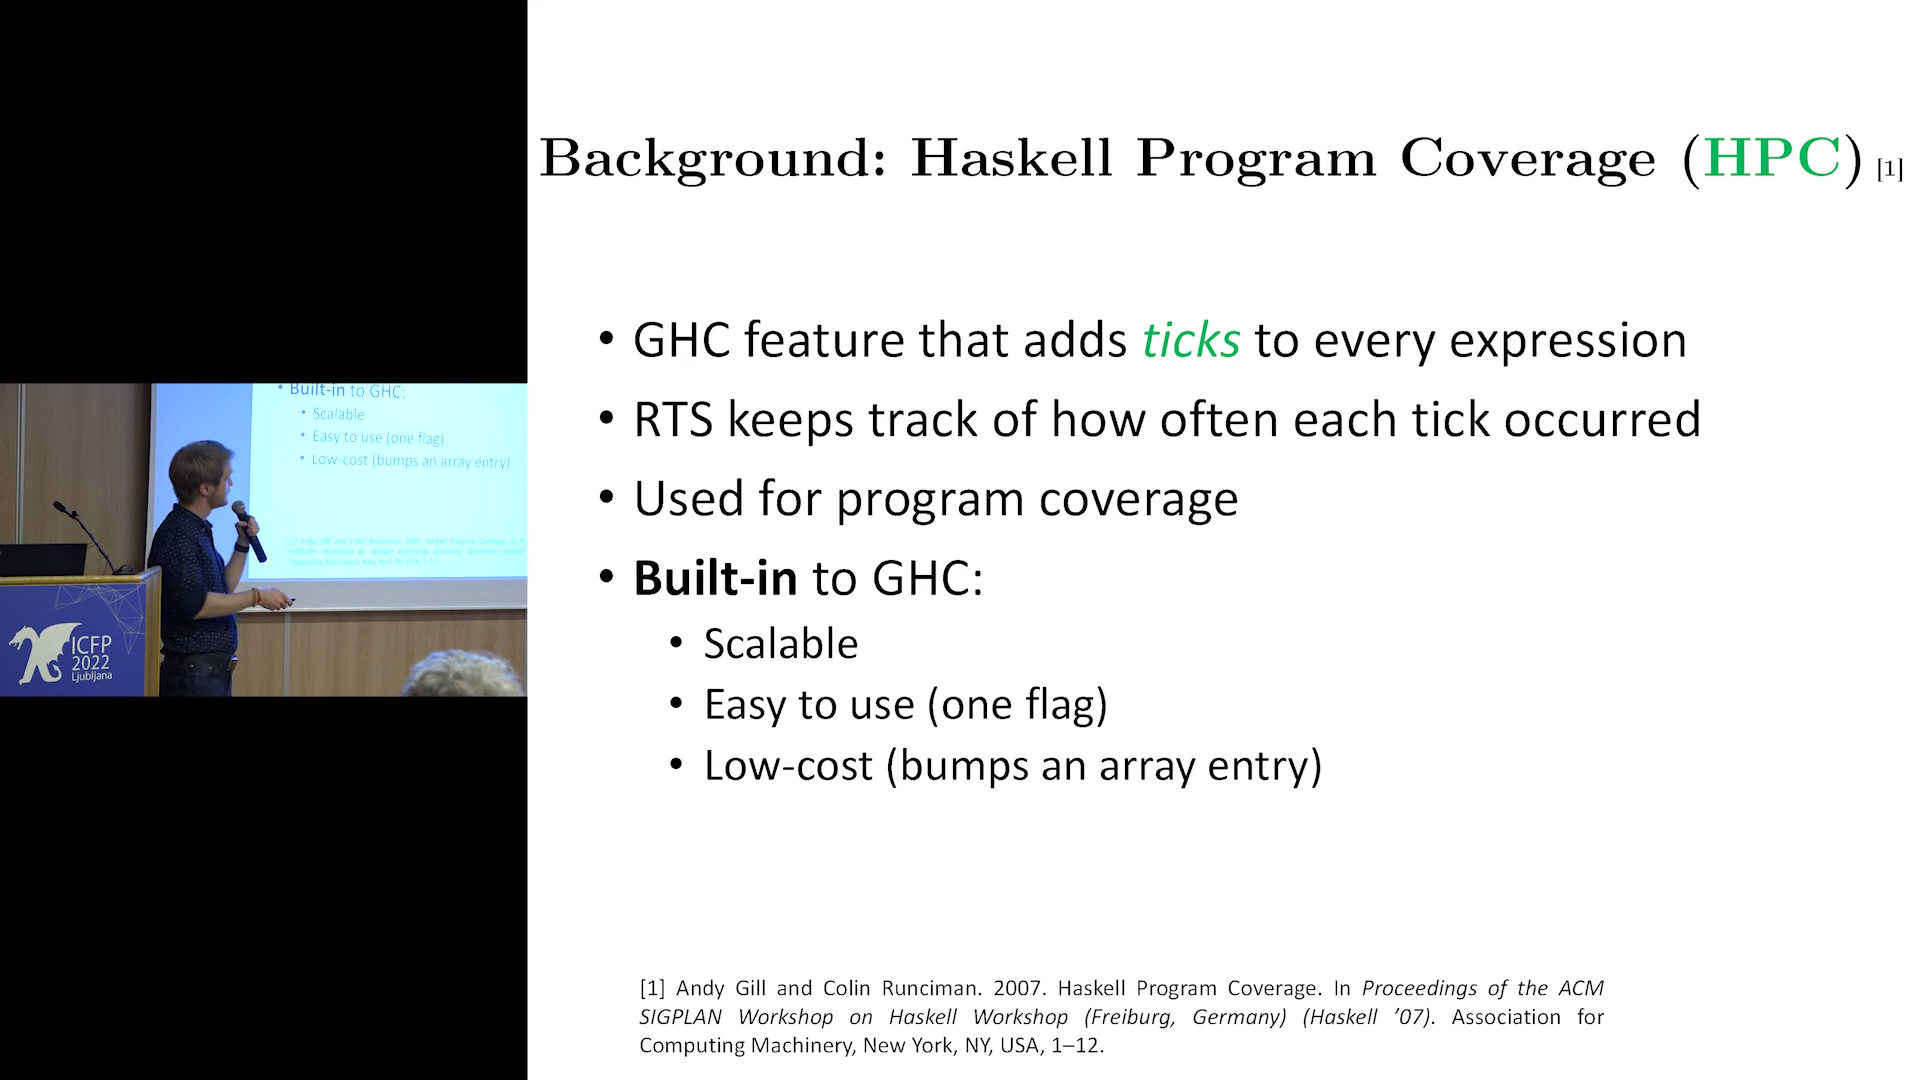 Background: Haskell Program Coverage (HPC) [1]
• GHC feature that adds ticks to every expression
• RTS keeps track of how often each tick occurred
• Used for program coverage
• Built-in to GHC:
• Scalable
• Easy to use (one flag)
• Low-cost (bumps an array entry)
[1] Andy Gill and Colin Runciman. 2007. Haskell Program Coverage. In Proceedings of the ACM
SIGPLAN Workshop on Haskell Workshop (Freiburg, Germany) (Haskell ’07). Association for
Computing Machinery, New York, NY, USA, 1–12.
• Built-in to GHC:
• Scalable
• Easy to use (one flag)
• Low-cost (bumps an array entry)
ICFP
2022
Ljubljana